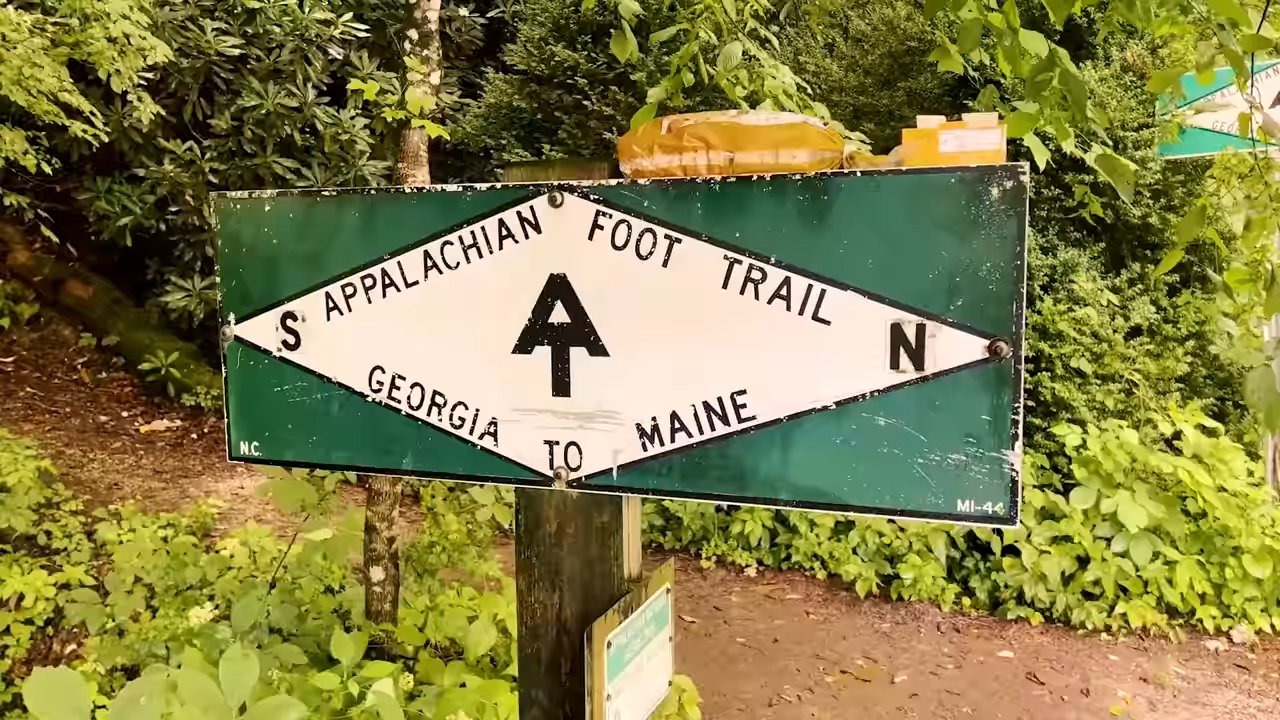 APPALACHIAN FOOT TRAIL
S
AT
N
GEORGIA TO MAINE
N.C.
MI-44